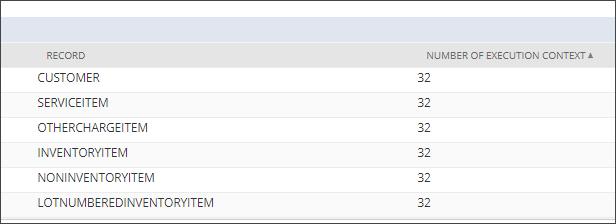 RECORD NUMBER OF EXECUTION CONTEXT ▲
CUSTOMER 32
SERVICEITEM 32
OTHERCHARGEITEM 32
INVENTORYITEM 32
NONINVENTORYITEM 32
LOTNUMBEREDINVENTORYITEM 32